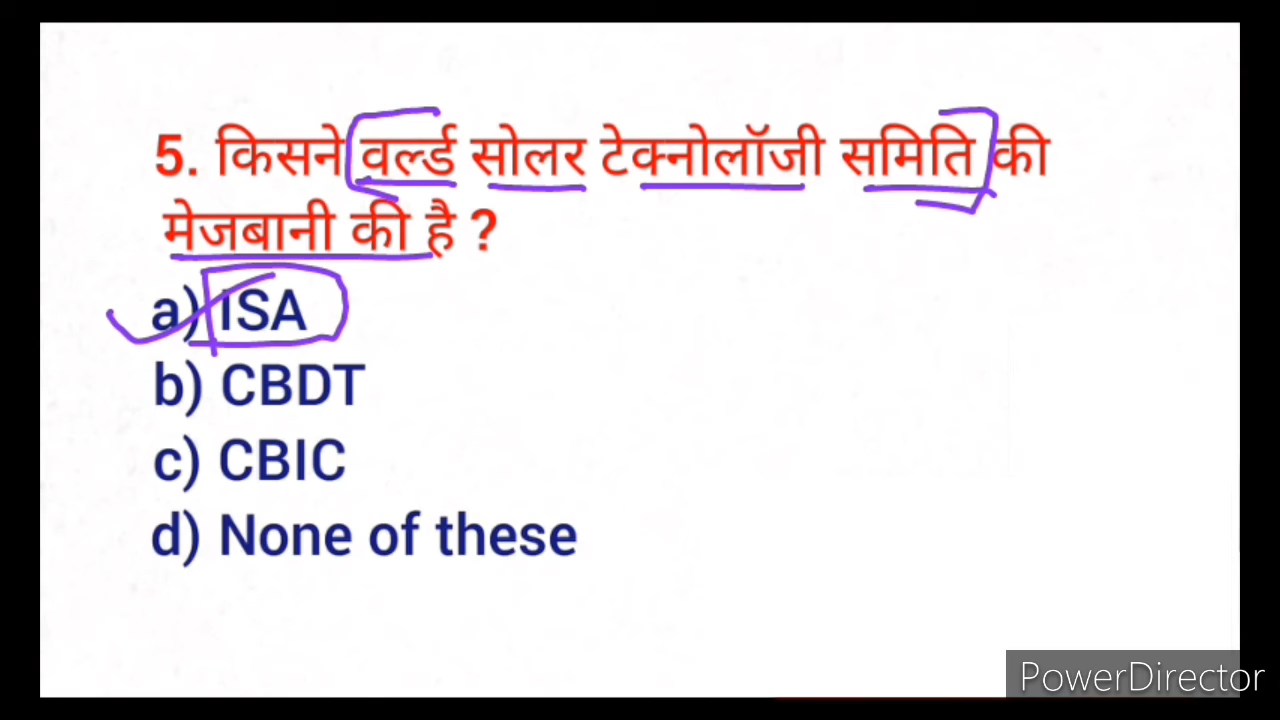 5. किसने वर्ल्ड सोलर टेक्नोलॉजी समिति की
मेजबानी की है ?
a) ISA
b) CBDT
c) CBIC
d) None of these
PowerDirector